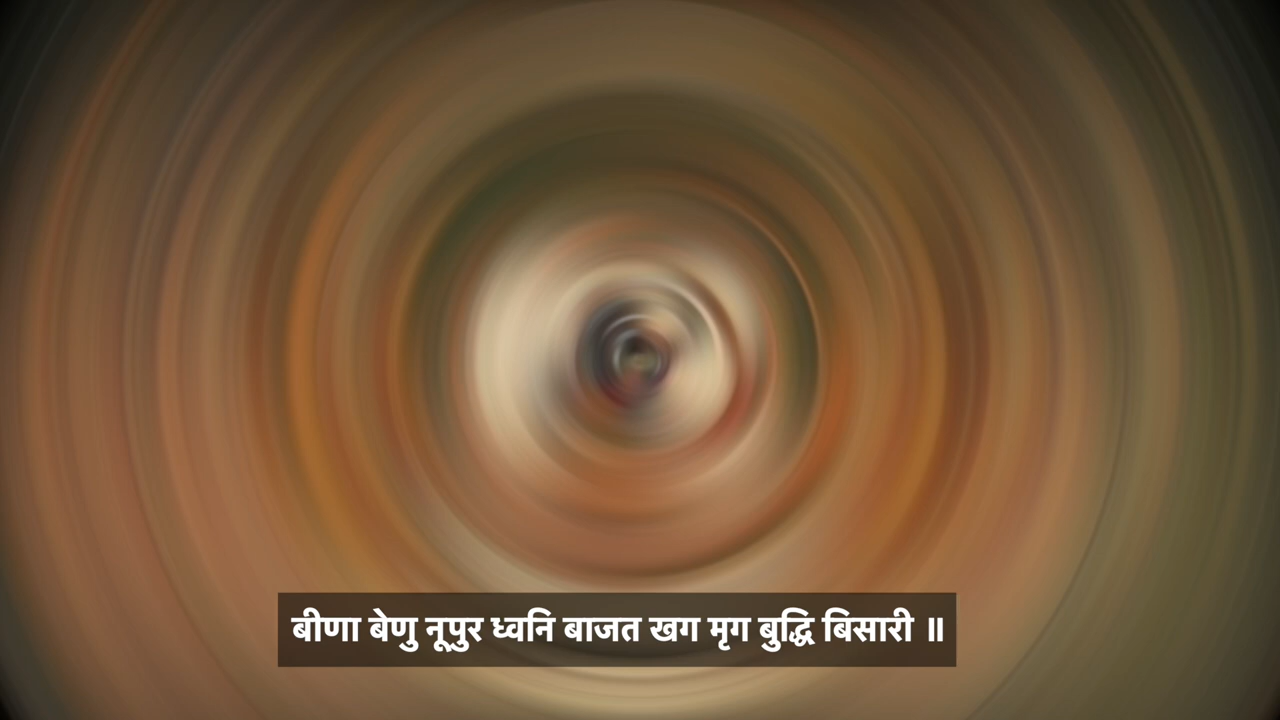 बीणा बेणु नूपुर ध्वनि बाजत खग मृग बुद्धि बिसारी ॥